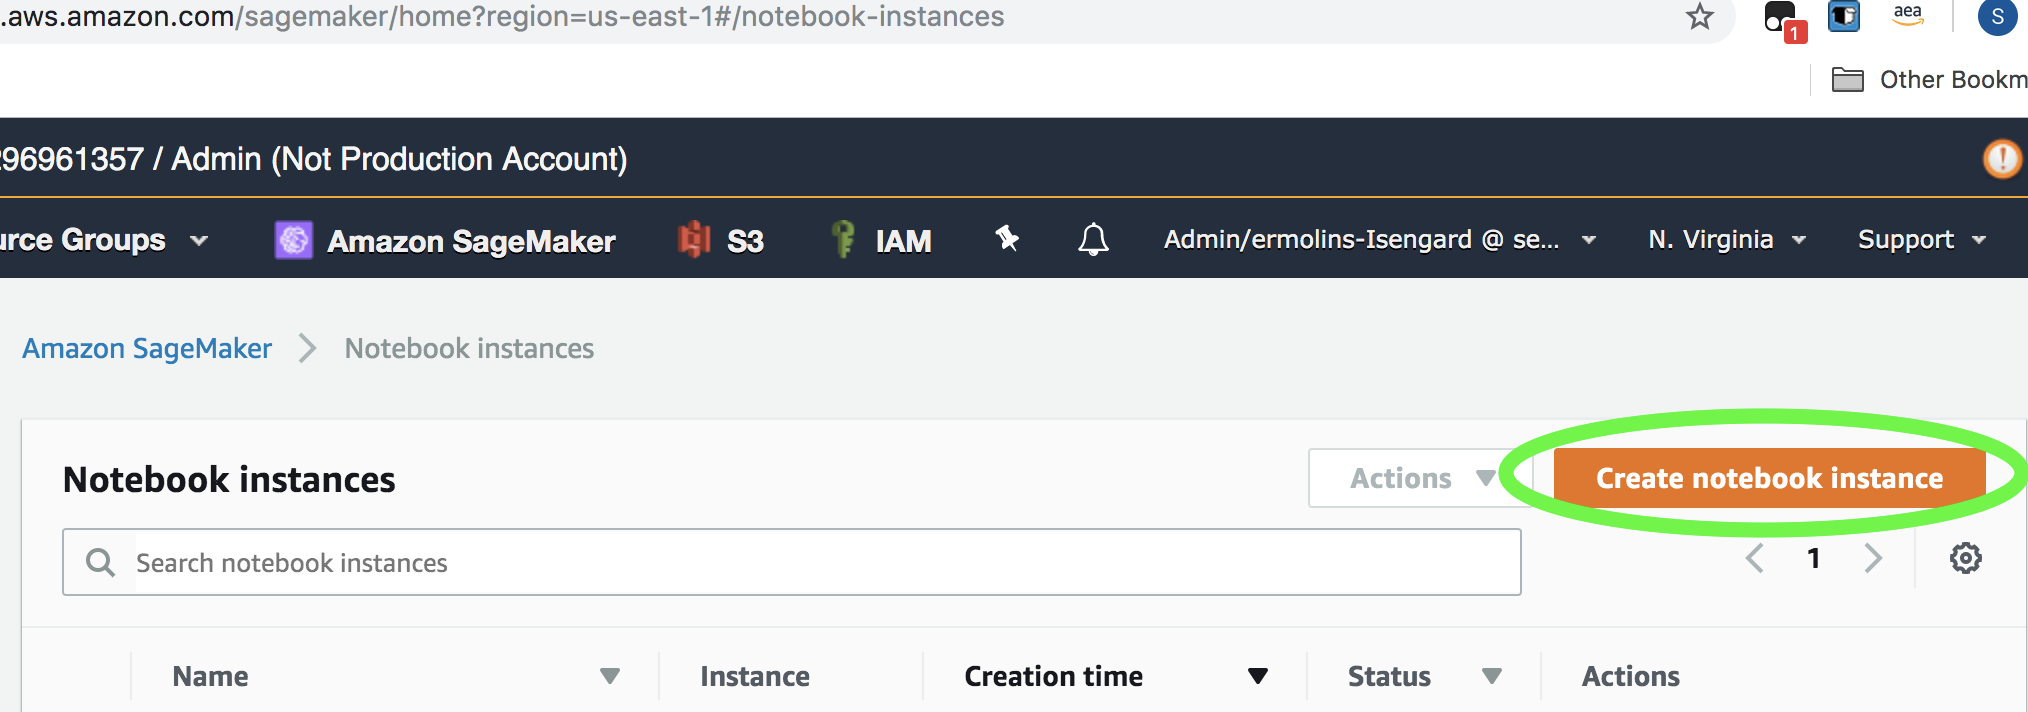 .aws.amazon.com/sagemaker/home?region=us-east-1#/notebook-instances
1
aea
S
Other Bookm
296961357 / Admin (Not Production Account)
urce Groups
Amazon SageMaker
S3
IAM
Admin/ermolins-Isengard @ se...
N. Virginia
Support
Amazon SageMaker
Notebook instances
Notebook instances
Actions
Create notebook instance
Search notebook instances
1
Name
Instance
Creation time
Status
Actions